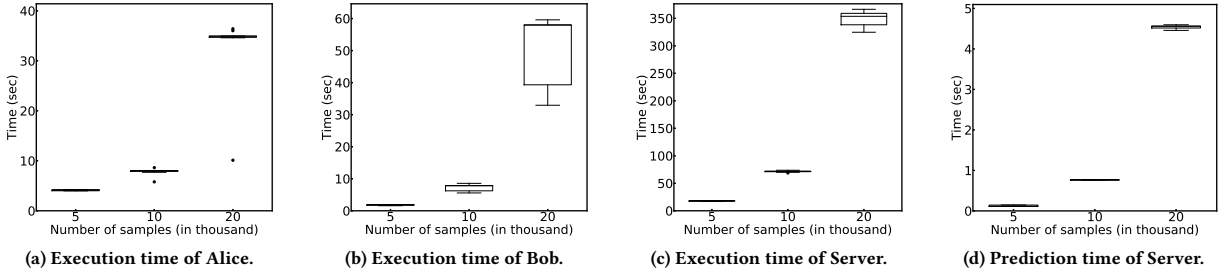 40
30
20
10
0
Time (sec)
5 10 20
Number of samples (in thousand)
(a) Execution time of Alice.
60
50
40
30
20
10
0
Time (sec)
5 10 20
Number of samples (in thousand)
(b) Execution time of Bob.
350
300
250
200
150
100
50
0
Time (sec)
5 10 20
Number of samples (in thousand)
(c) Execution time of Server.
5
4
3
2
1
0
Time (sec)
5 10 20
Number of samples (in thousand)
(d) Prediction time of Server.